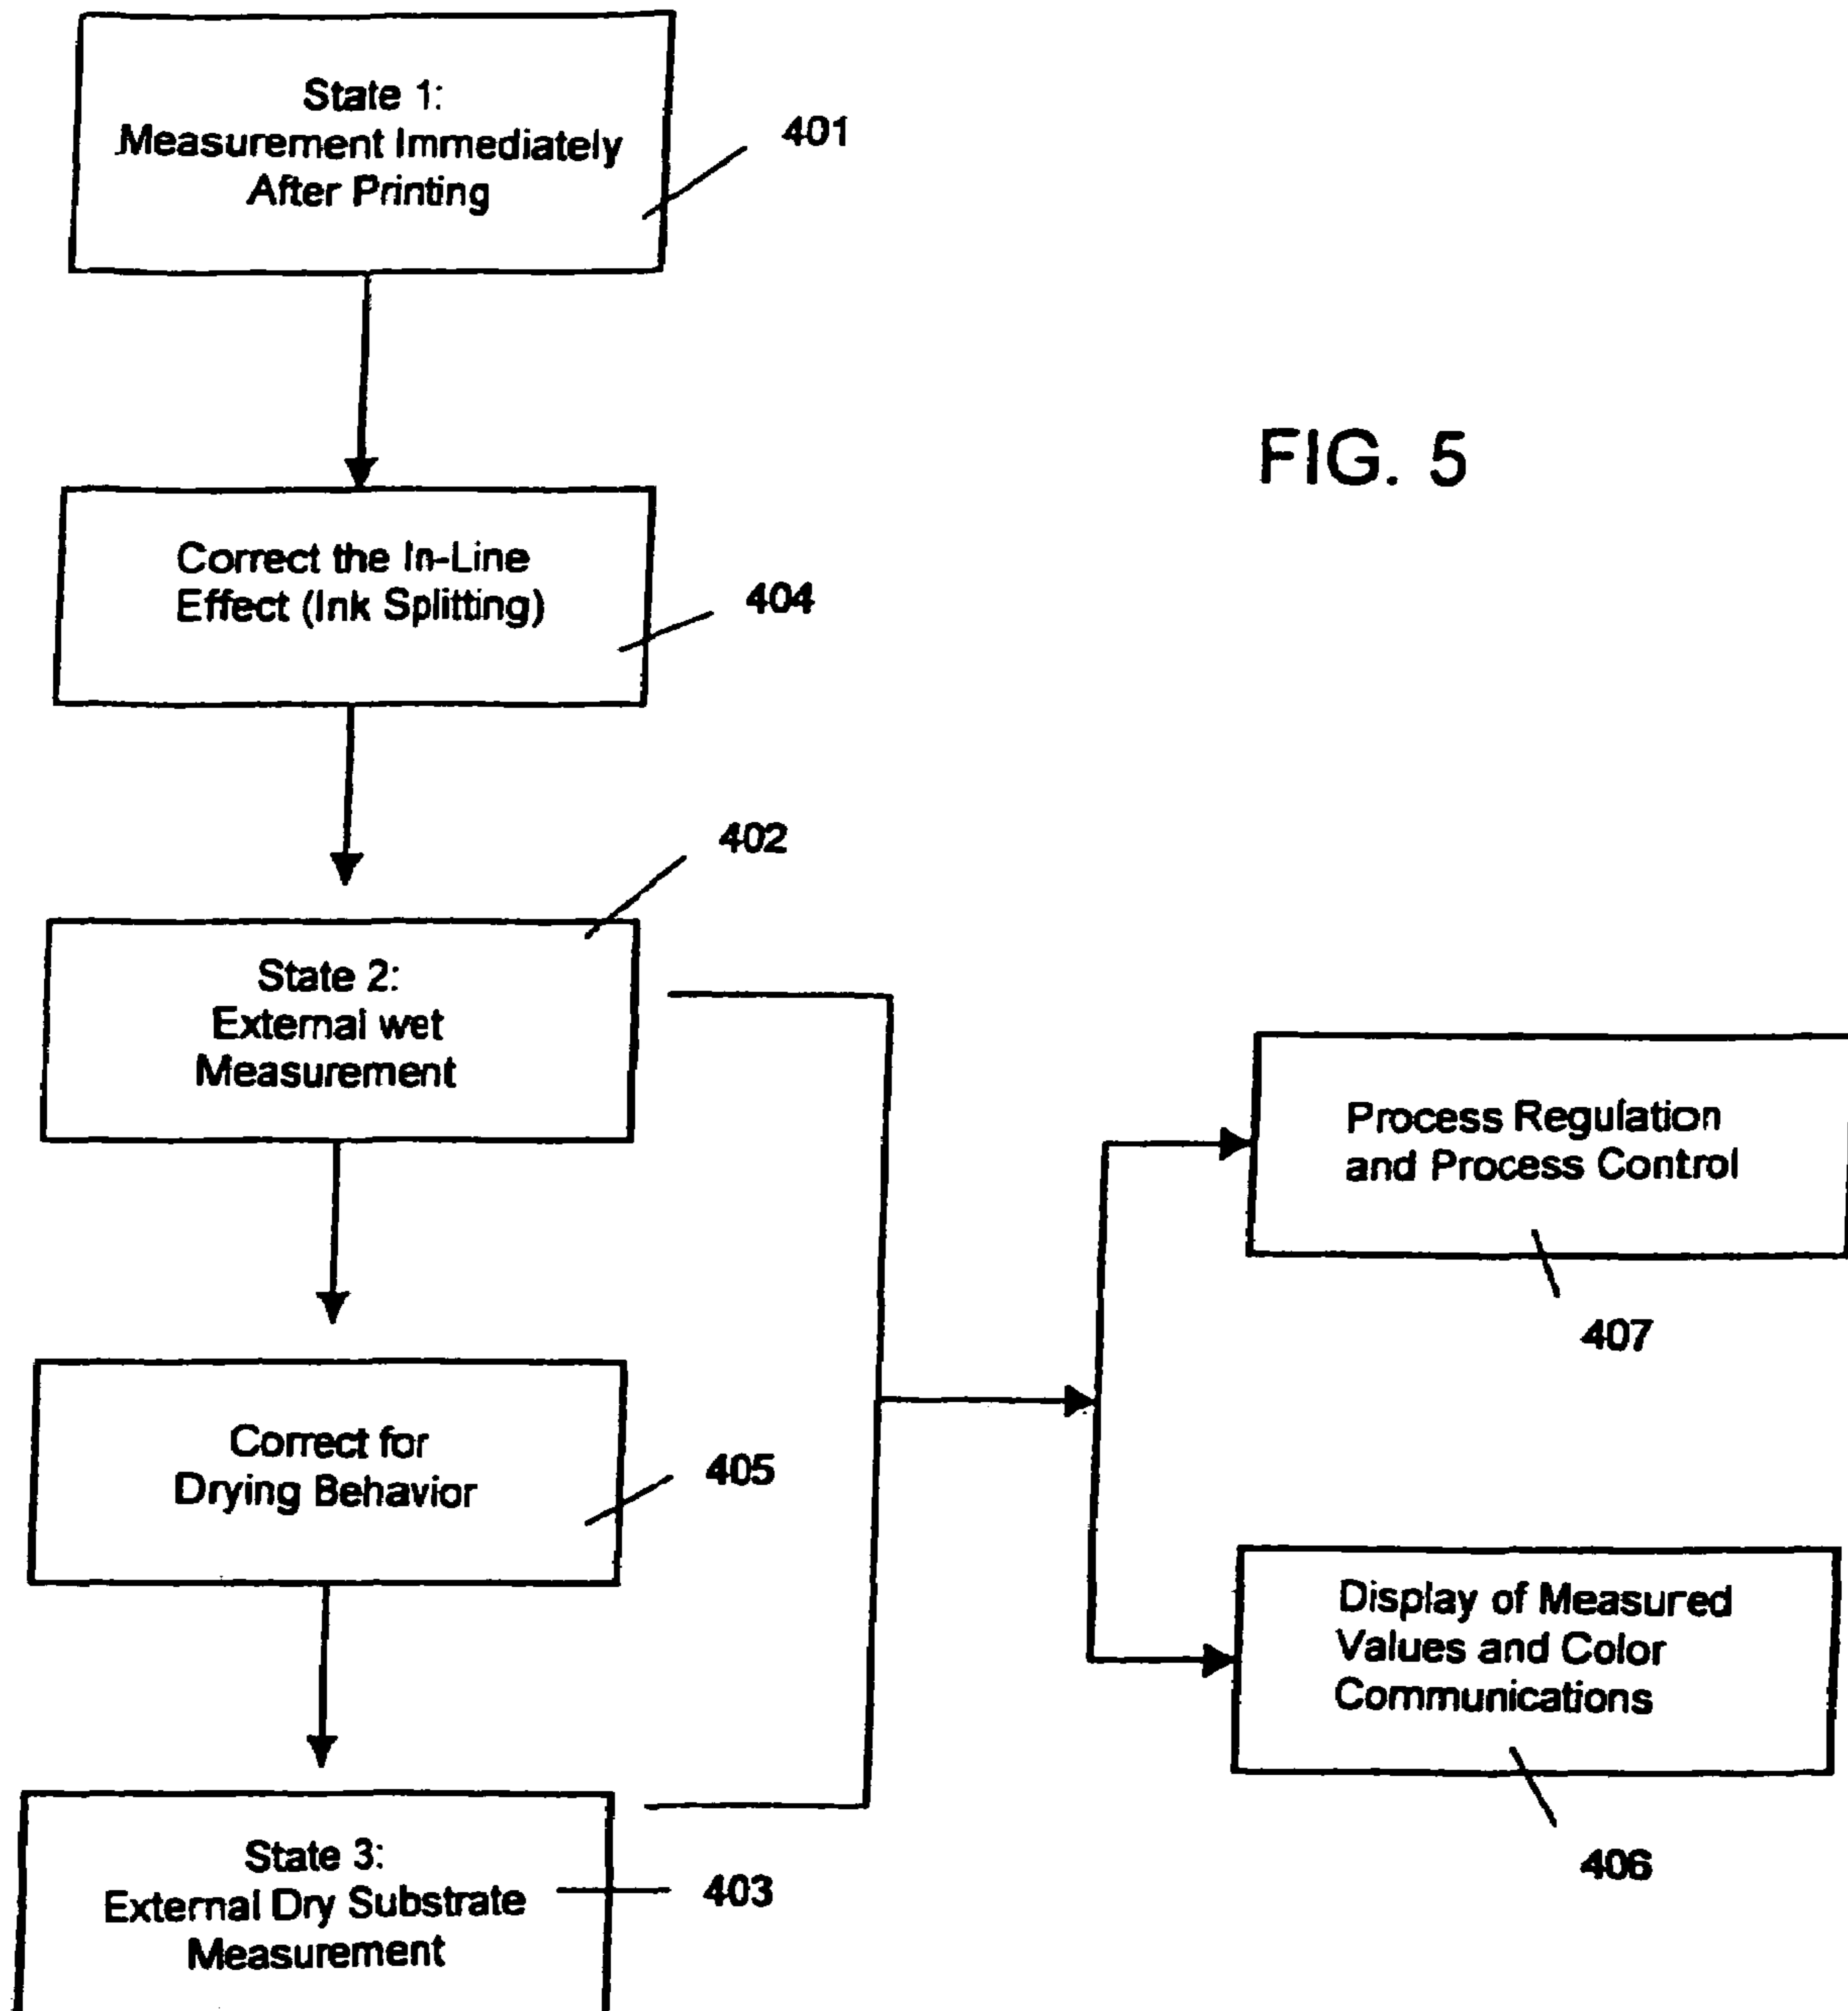 State 1:
Measurement Immediately
After Printing
401
FIG. 5
Correct the In-Line
Effect (Ink Splitting)
404
402
State 2:
External wet
Measurement
Process Regulation
and Process Control
407
Correct for
Drying Behavior
405
Display of Measured
Values and Color
Communications
406
State 3:
External Dry Substrate
Measurement
403